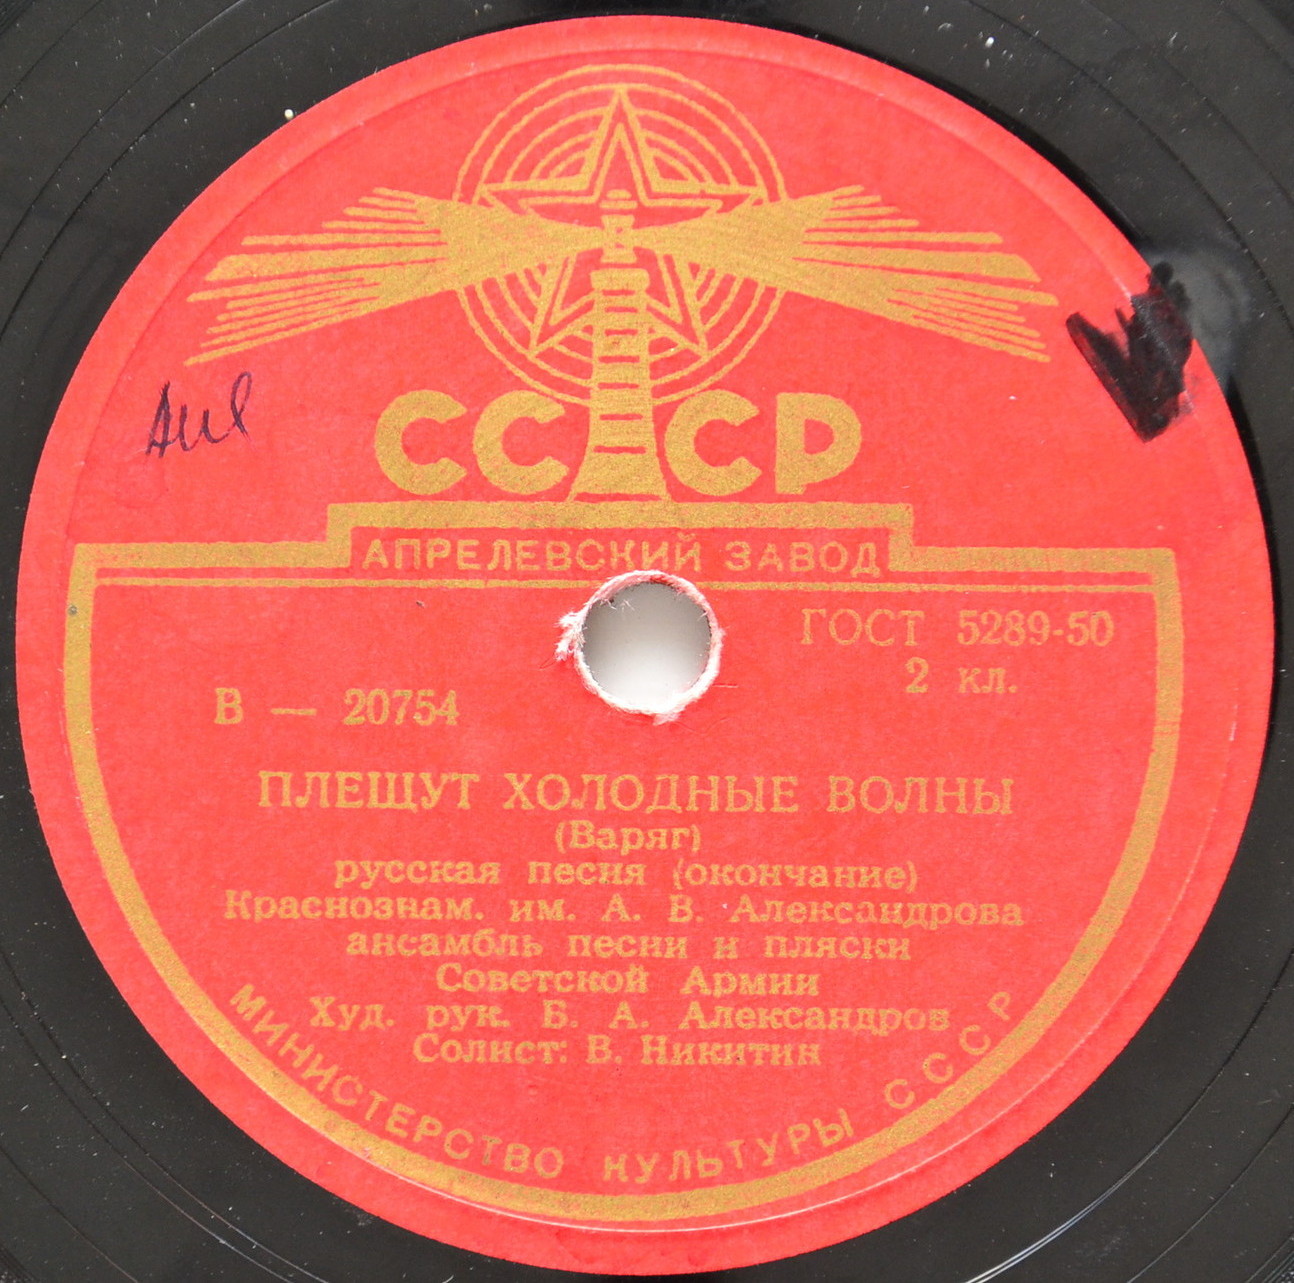 СССР
АПРЕЛЕВСКИЙ ЗАВОД
ГОСТ 5289-50
2 кл.
В — 20754
ПЛЕЩУТ ХОЛОДНЫЕ ВОЛНЫ
(Варяг)
русская песня (окончание)
Краснознам. им. А. В. Александрова
ансамбль песни и пляски
Советской Армии
Худ. рук. Б. А. Александров
Солист: В. Никитин
МИНИСТЕРСТВО КУЛЬТУРЫ СССР